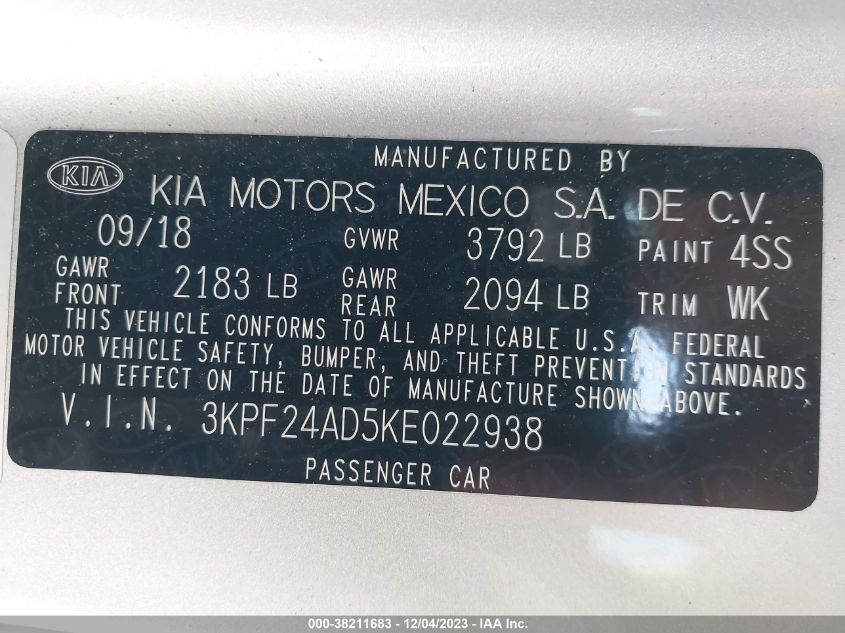 MANUFACTURED BY
KIA KIA MOTORS MEXICO S.A. DE C.V.
09/18 GVWR 3792 LB PAINT 4SS
GAWR FRONT 2183 LB GAWR REAR 2094 LB TRIM WK
THIS VEHICLE CONFORMS TO ALL APPLICABLE U.S.A. FEDERAL
MOTOR VEHICLE SAFETY, BUMPER, AND THEFT PREVENTION STANDARDS
IN EFFECT ON THE DATE OF MANUFACTURE SHOWN ABOVE.
V.I.N. 3KPF24AD5KE022938
PASSENGER CAR
000-38211683 - 12/04/2023 - IAA Inc.